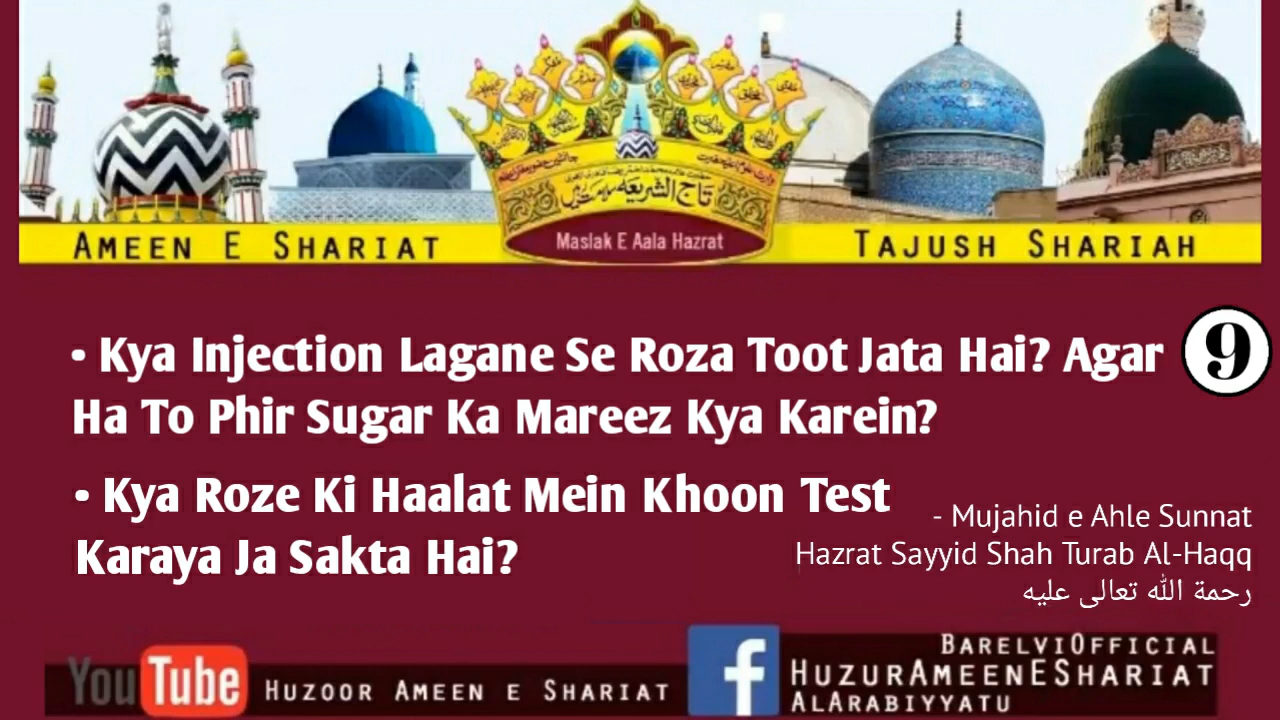 تاج الشریعہ
Maslak E Aala Hazrat
AMEEN E SHARIAT
TAJUSH SHARIAH
9
• Kya Injection Lagane Se Roza Toot Jata Hai? Agar
Ha To Phir Sugar Ka Mareez Kya Karein?
• Kya Roze Ki Haalat Mein Khoon Test
Karaya Ja Sakta Hai?
- Mujahid e Ahle Sunnat
Hazrat Sayyid Shah Turab Al-Haqq
رحمة الله تعالى عليه
YouTube
HUZOOR AMEEN E SHARIAT
f
BARELVIOFFICIAL
HUZURAMEENESHARIAT
ALARABIYYATU